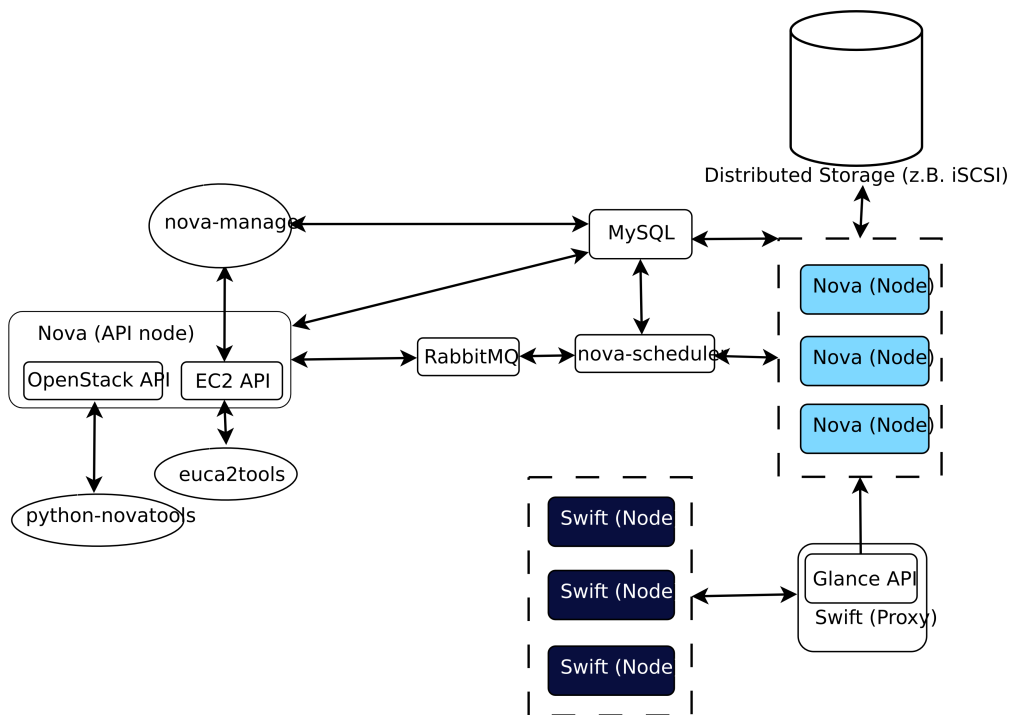 Distributed Storage (z.B. iSCSI)
nova-manage
MySQL
Nova (Node)
Nova (API node)
RabbitMQ
nova-scheduler
Nova (Node)
OpenStack API
EC2 API
Nova (Node)
euca2tools
python-novatools
Swift (Node
Glance API
Swift (Node
Swift (Proxy)
Swift (Node